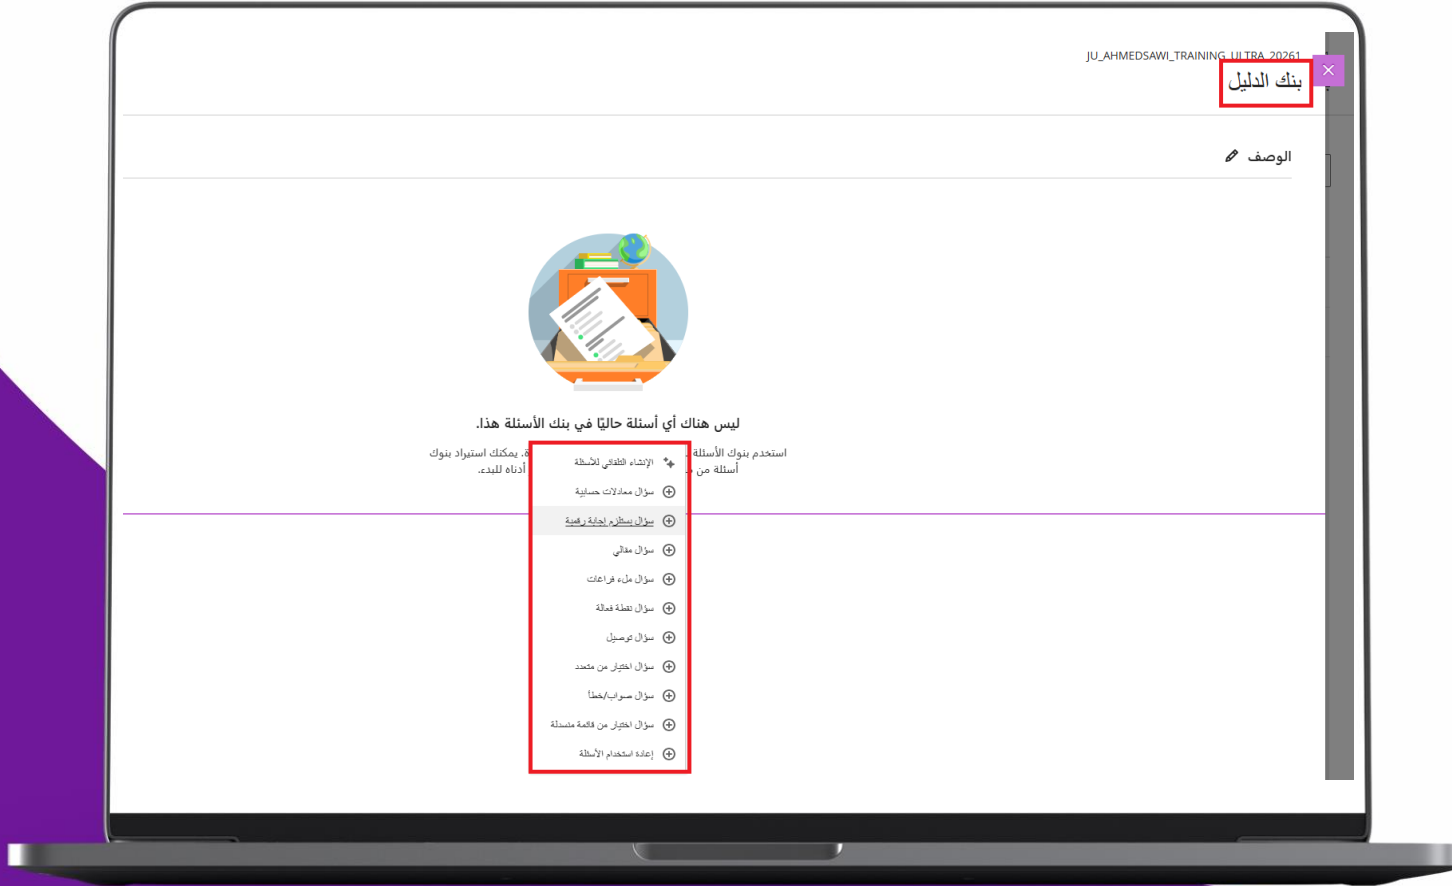 JU_AHMEDSAWI_TRAINING_ULTRA_20261
بنك الدليل
الوصف
ليس هناك أي أسئلة حاليًا في بنك الأسئلة هذا.
استخدم بنوك الأسئلة ة. يمكنك استيراد بنوك
أسئلة من أدناه للبدء.
الإنشاء التلقائي للأسئلة
سؤال معادلات حسابية
سؤال يستلزم إجابة رقمية
سؤال مقالي
سؤال ملء فراغات
سؤال نقطة فعالة
سؤال توصيل
سؤال اختيار من متعدد
سؤال صواب/خطأ
سؤال اختيار من قائمة منسدلة
إعادة استخدام الأسئلة